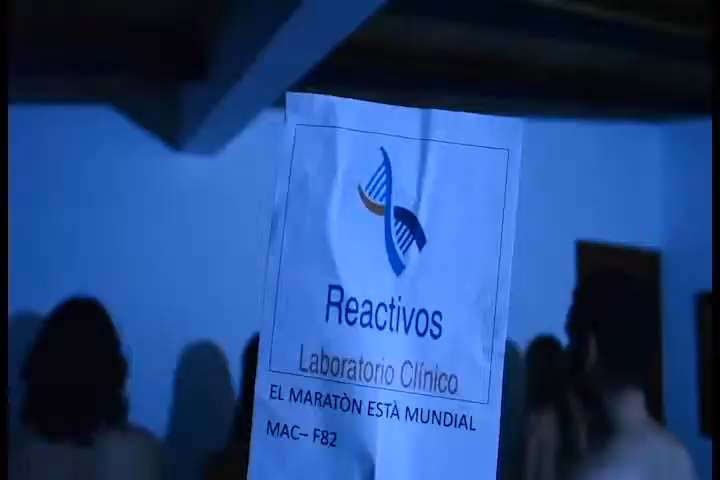 Reactivos
Laboratorio Clínico
EL MARATÒN ESTÀ MUNDIAL
MAC– F82